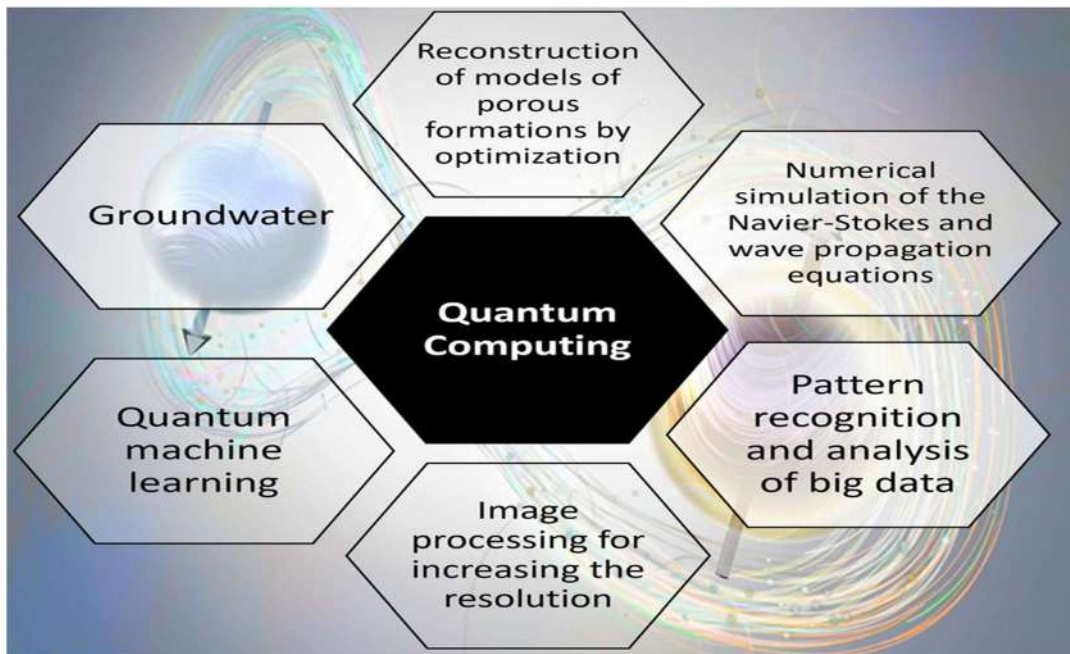 Reconstruction
of models of
porous
formations by
optimization
Groundwater
Numerical
simulation of the
Navier-Stokes and
wave propagation
equations
Quantum
Computing
Quantum
machine
learning
Pattern
recognition
and analysis
of big data
Image
processing for
increasing the
resolution